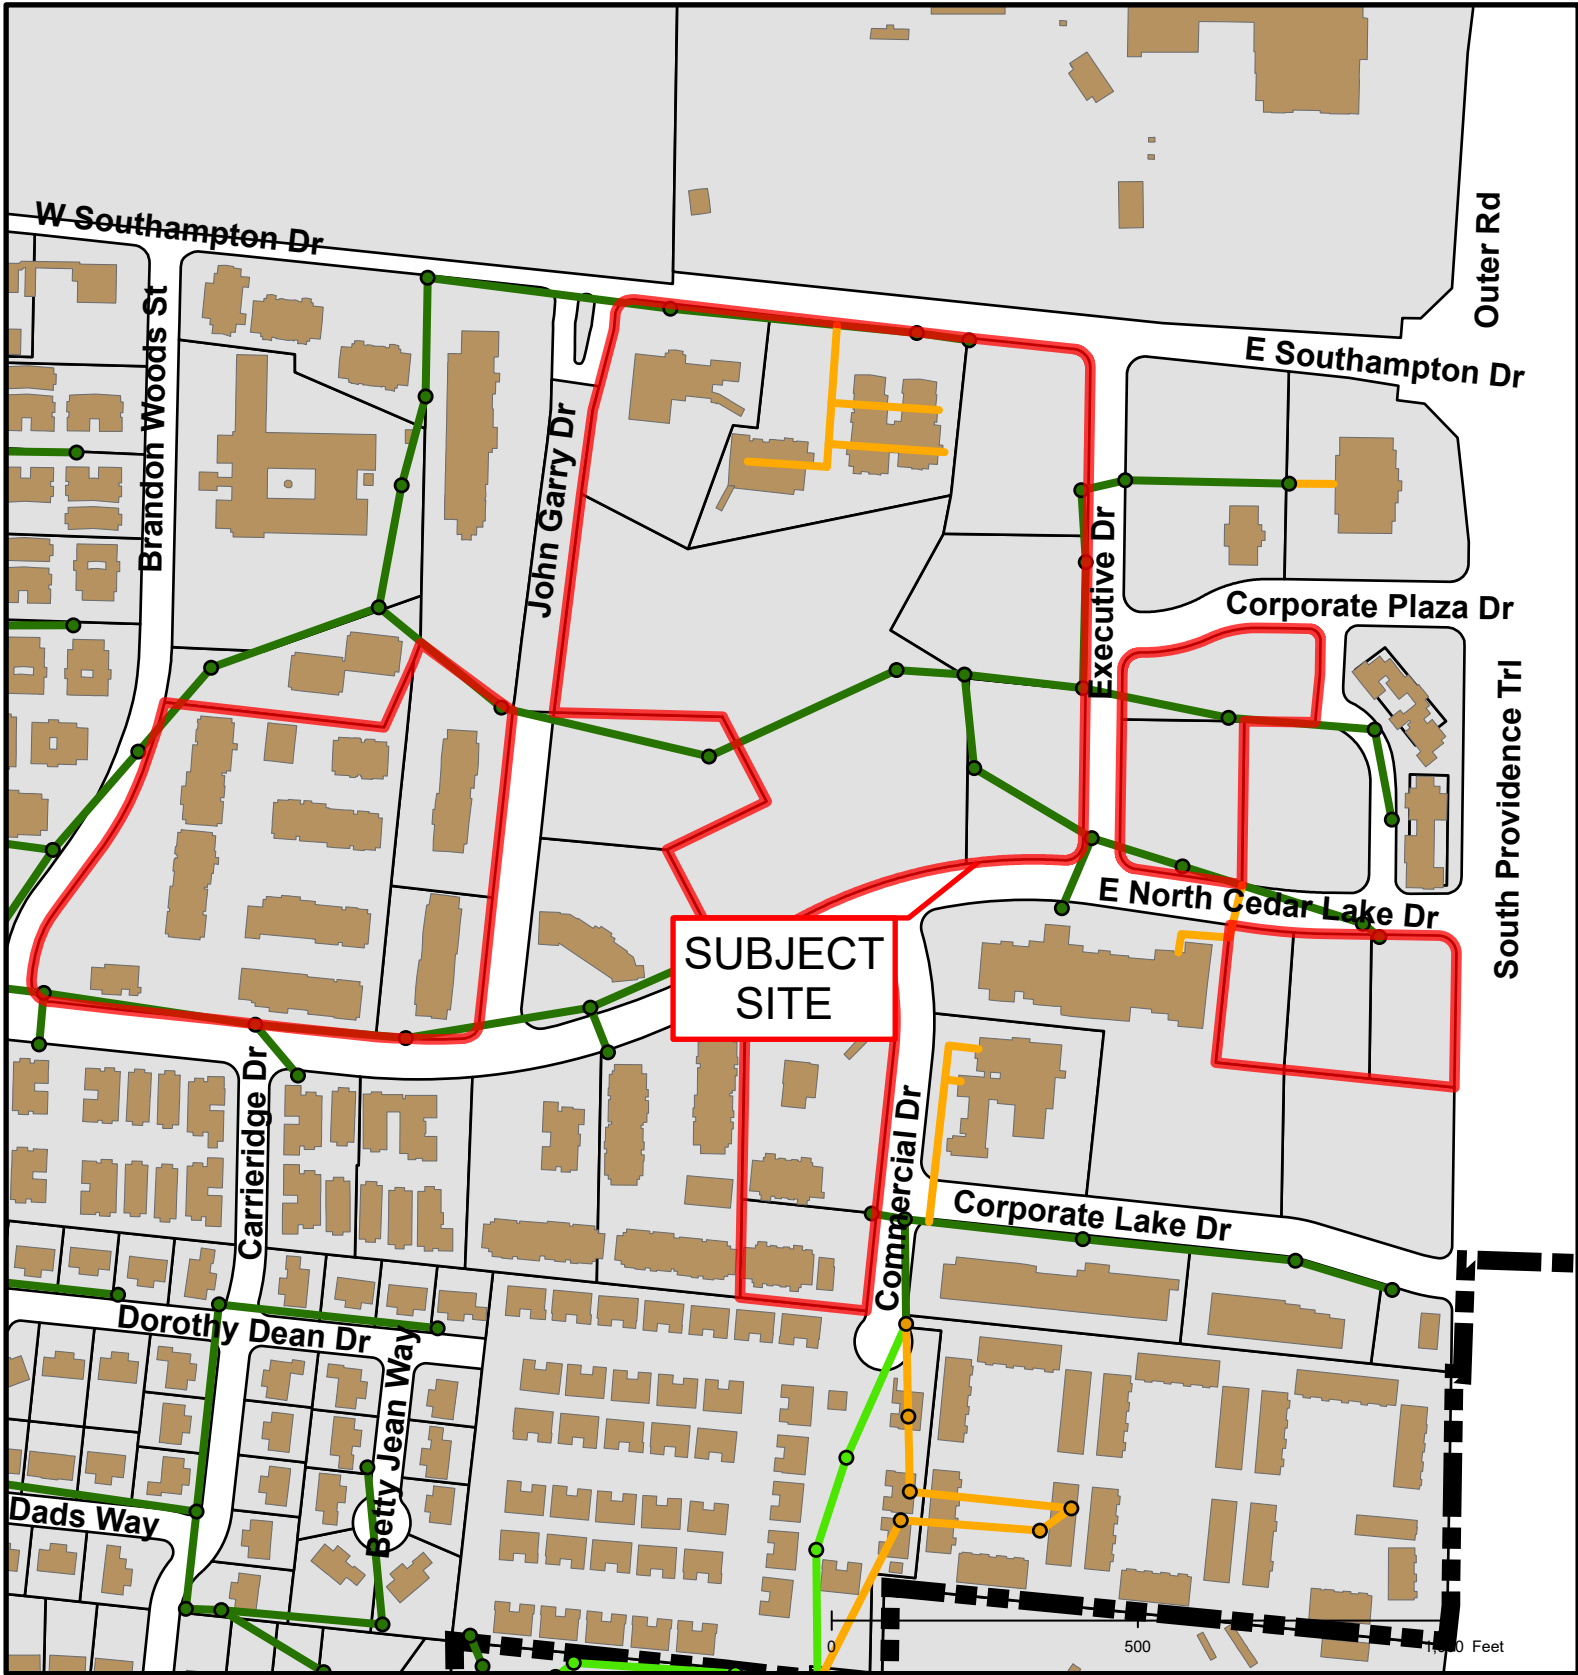 W Southampton Dr
Outer Rd
Brandon Woods St
E Southampton Dr
John Garry Dr
Executive Dr
Corporate Plaza Dr
South Providence Trl
E North Cedar Lake Dr
SUBJECT
SITE
Carrieridge Dr
Commercial Dr
Corporate Lake Dr
Dorothy Dean Dr
Betty Jean Way
Dads Way
0 500 Feet